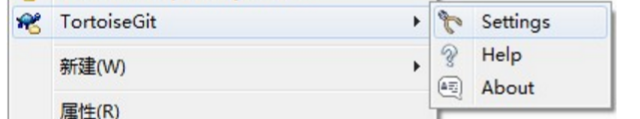 TortoiseGit
Settings
Help
新建(W)
About
属性(R)